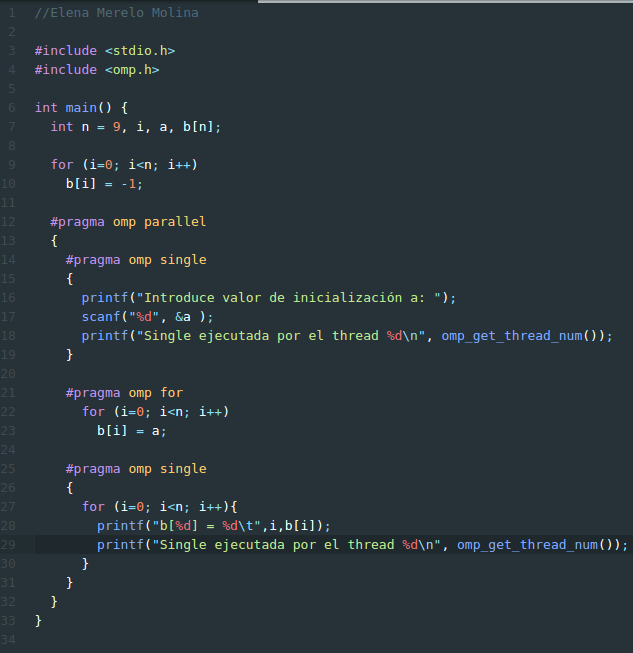 1 //Elena Merelo Molina
2
3 #include <stdio.h>
4 #include <omp.h>
5
6 int main() {
7   int n = 9, i, a, b[n];
8
9   for (i=0; i<n; i++)
10     b[i] = -1;
11
12   #pragma omp parallel
13   {
14     #pragma omp single
15     {
16       printf("Introduce valor de inicialización a: ");
17       scanf("%d", &a );
18       printf("Single ejecutada por el thread %d\n", omp_get_thread_num());
19     }
20
21     #pragma omp for
22       for (i=0; i<n; i++)
23         b[i] = a;
24
25     #pragma omp single
26     {
27       for (i=0; i<n; i++){
28         printf("b[%d] = %d\t",i,b[i]);
29         printf("Single ejecutada por el thread %d\n", omp_get_thread_num());
30       }
31     }
32   }
33 }
34